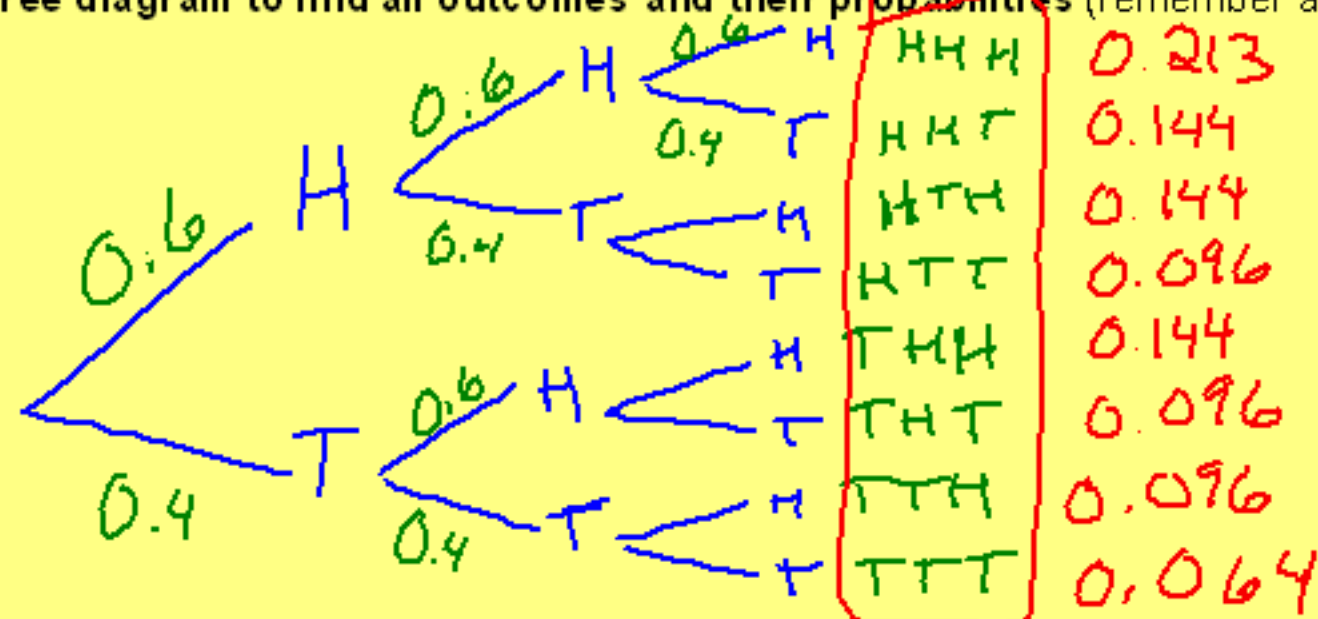 ree diagram to find all outcomes and their probabilities (remember a
0.6 H HHH 0.213
0.6 H
0.4 T HHT 0.144
0.6 H
H HTH 0.144
0.4 T
T HTT 0.096
H THH 0.144
0.6 H
T THT 0.096
0.4 T
H TTH 0.096
0.4 T
T TTT 0.064